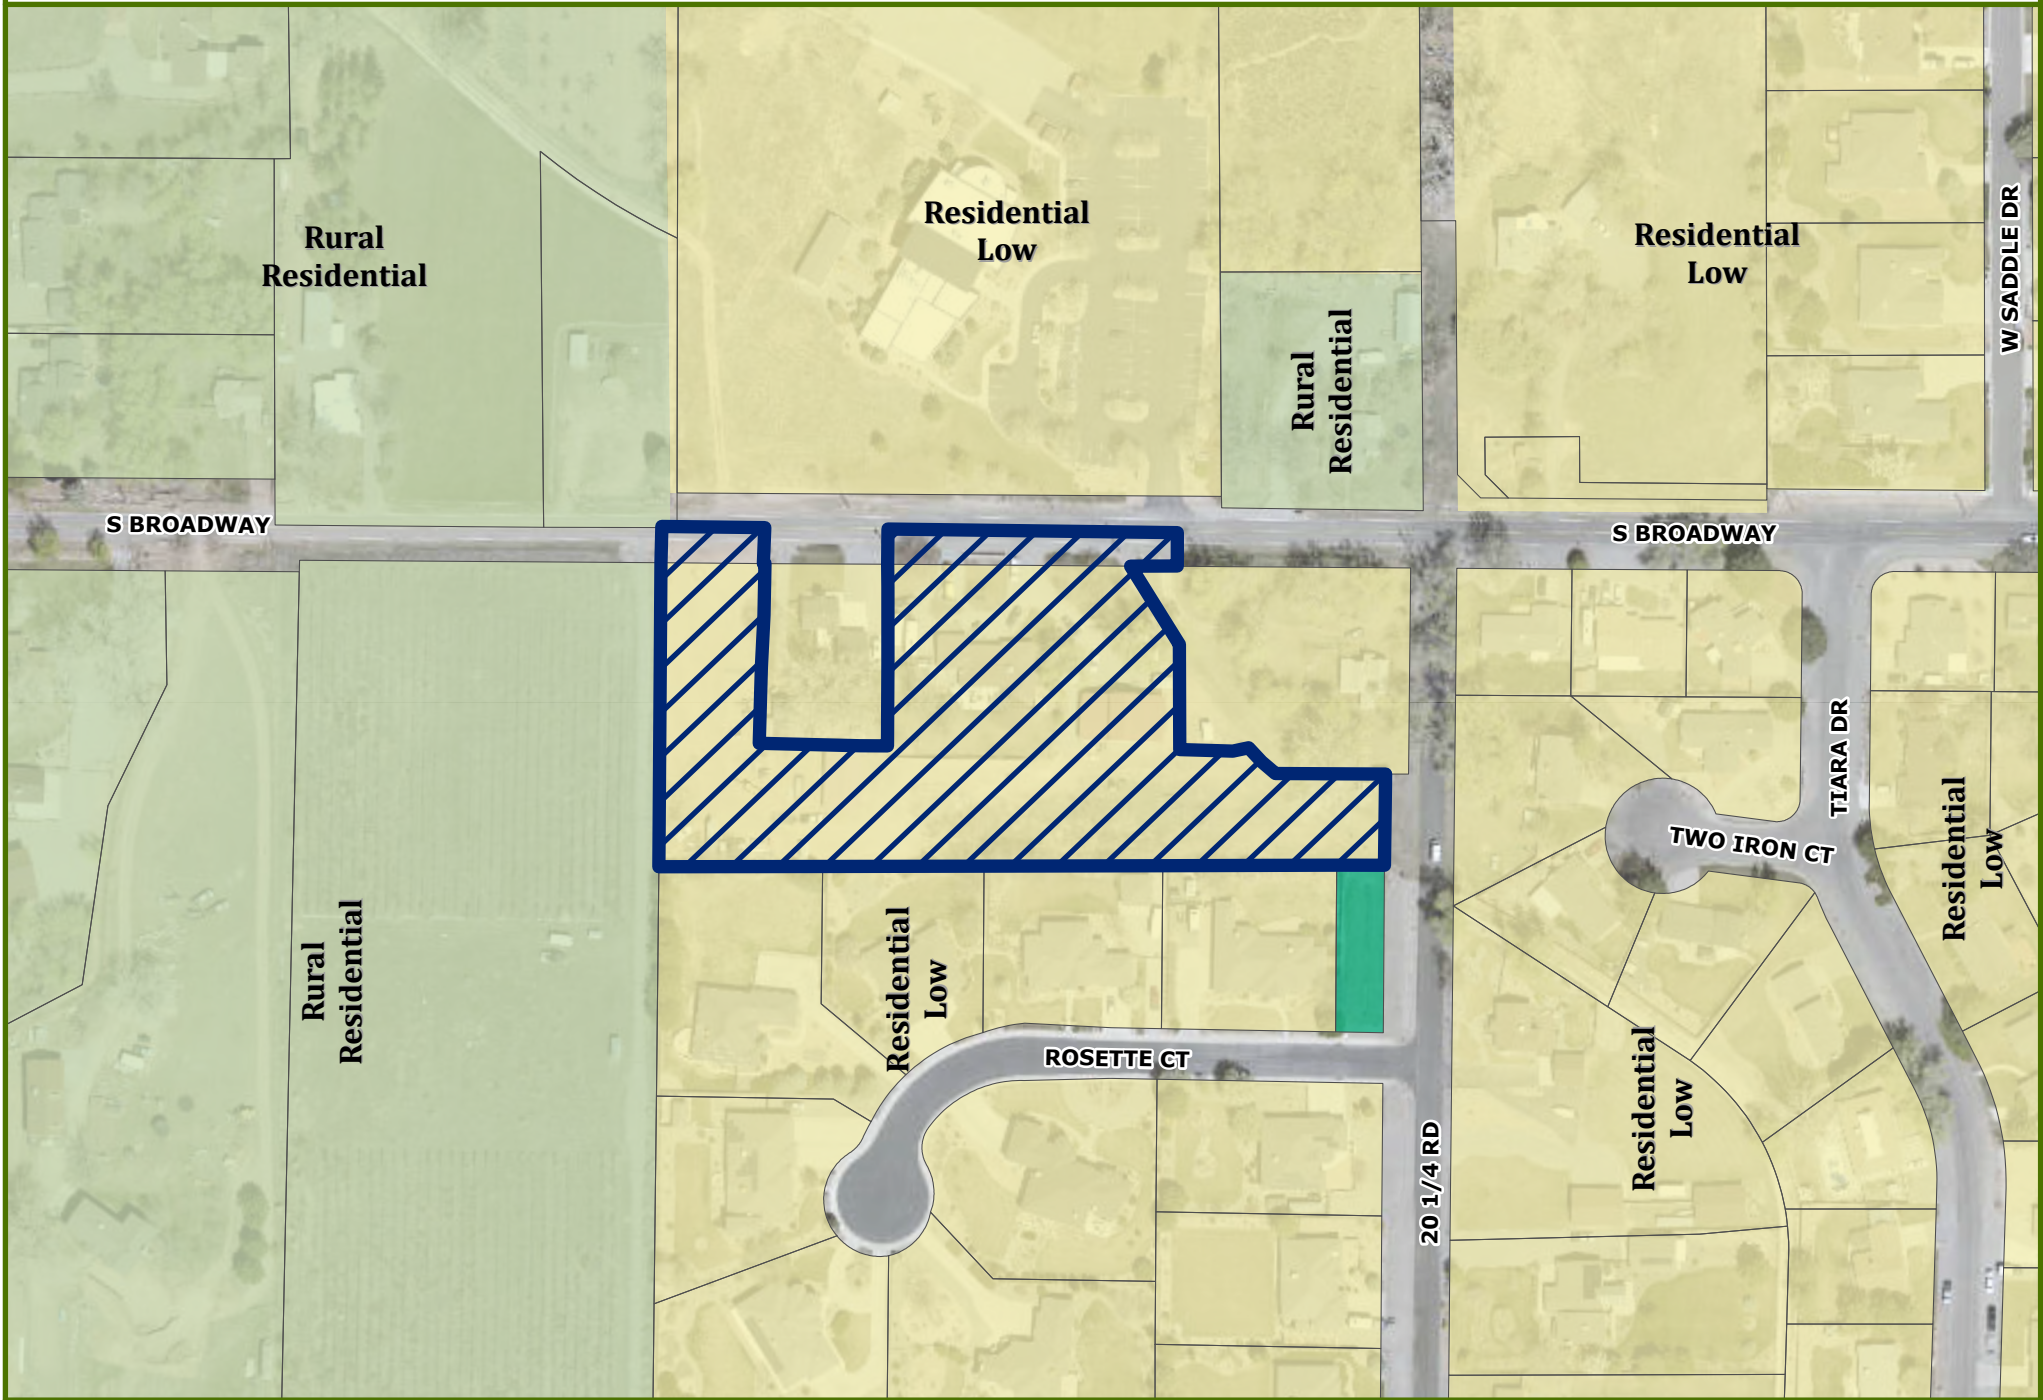 Residential
Low
Rural
Residential
Residential
Low
W SADDLE DR
Rural
Residential
S BROADWAY
S BROADWAY
TIARA DR
TWO IRON CT
Residential
Low
Rural
Residential
Residential
Low
ROSETTE CT
Residential
Low
20 1/4 RD